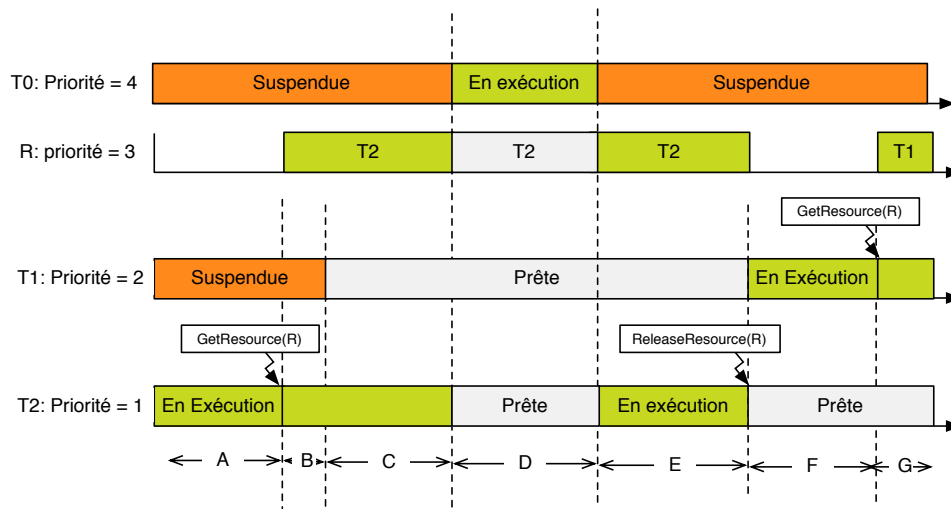 T0: Priorité = 4
Suspendue
En exécution
Suspendue
R: priorité = 3
T2
T2
T2
T1
GetResource(R)
T1: Priorité = 2
Suspendue
Prête
En Exécution
GetResource(R)
ReleaseResource(R)
T2: Priorité = 1
En Exécution
Prête
En exécution
Prête
A
B
C
D
E
F
G